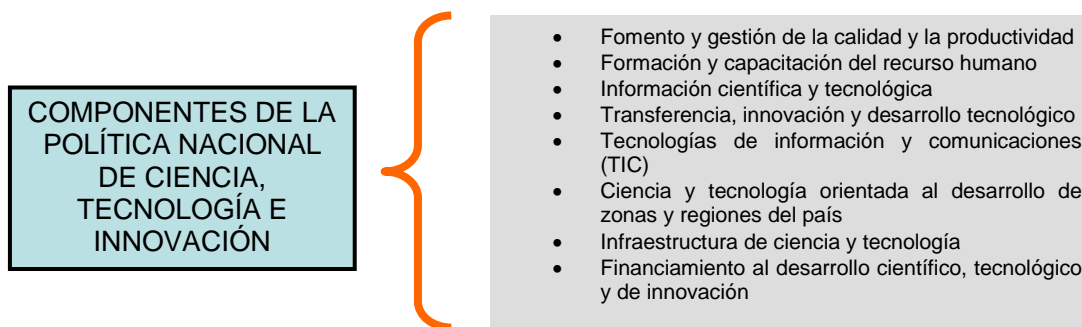 COMPONENTES DE LA
POLÍTICA NACIONAL
DE CIENCIA,
TECNOLOGÍA E
INNOVACIÓN
• Fomento y gestión de la calidad y la productividad
• Formación y capacitación del recurso humano
• Información científica y tecnológica
• Transferencia, innovación y desarrollo tecnológico
• Tecnologías de información y comunicaciones
(TIC)
• Ciencia y tecnología orientada al desarrollo de
zonas y regiones del país
• Infraestructura de ciencia y tecnología
• Financiamiento al desarrollo científico, tecnológico
y de innovación